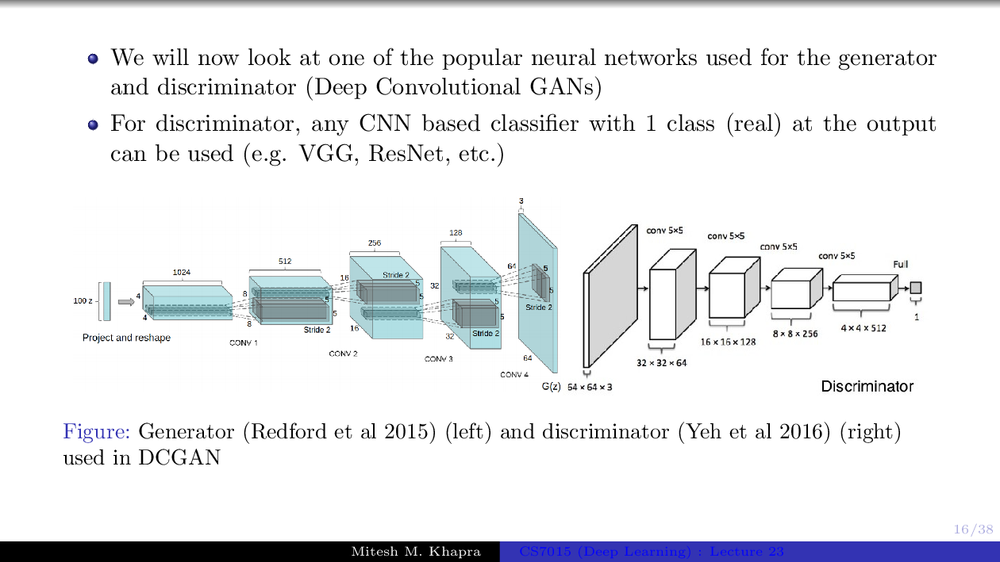 We will now look at one of the popular neural networks used for the generator
and discriminator (Deep Convolutional GANs)
For discriminator, any CNN based classifier with 1 class (real) at the output
can be used (e.g. VGG, ResNet, etc.)
100 z
Project and reshape
1024
4
4
CONV 1
512
8
8
5
5
Stride 2
CONV 2
256
16
16
Stride 2
5
5
CONV 3
128
32
32
5
5
Stride 2
CONV 4
3
64
64
5
5
Stride 2
G(z)
64 × 64 × 3
conv 5×5
32 × 32 × 64
conv 5×5
16 × 16 × 128
conv 5×5
8 × 8 × 256
conv 5×5
4 × 4 × 512
Full
1
Discriminator
Figure: Generator (Redford et al 2015) (left) and discriminator (Yeh et al 2016) (right)
used in DCGAN
16/38
Mitesh M. Khapra
CS7015 (Deep Learning) : Lecture 23